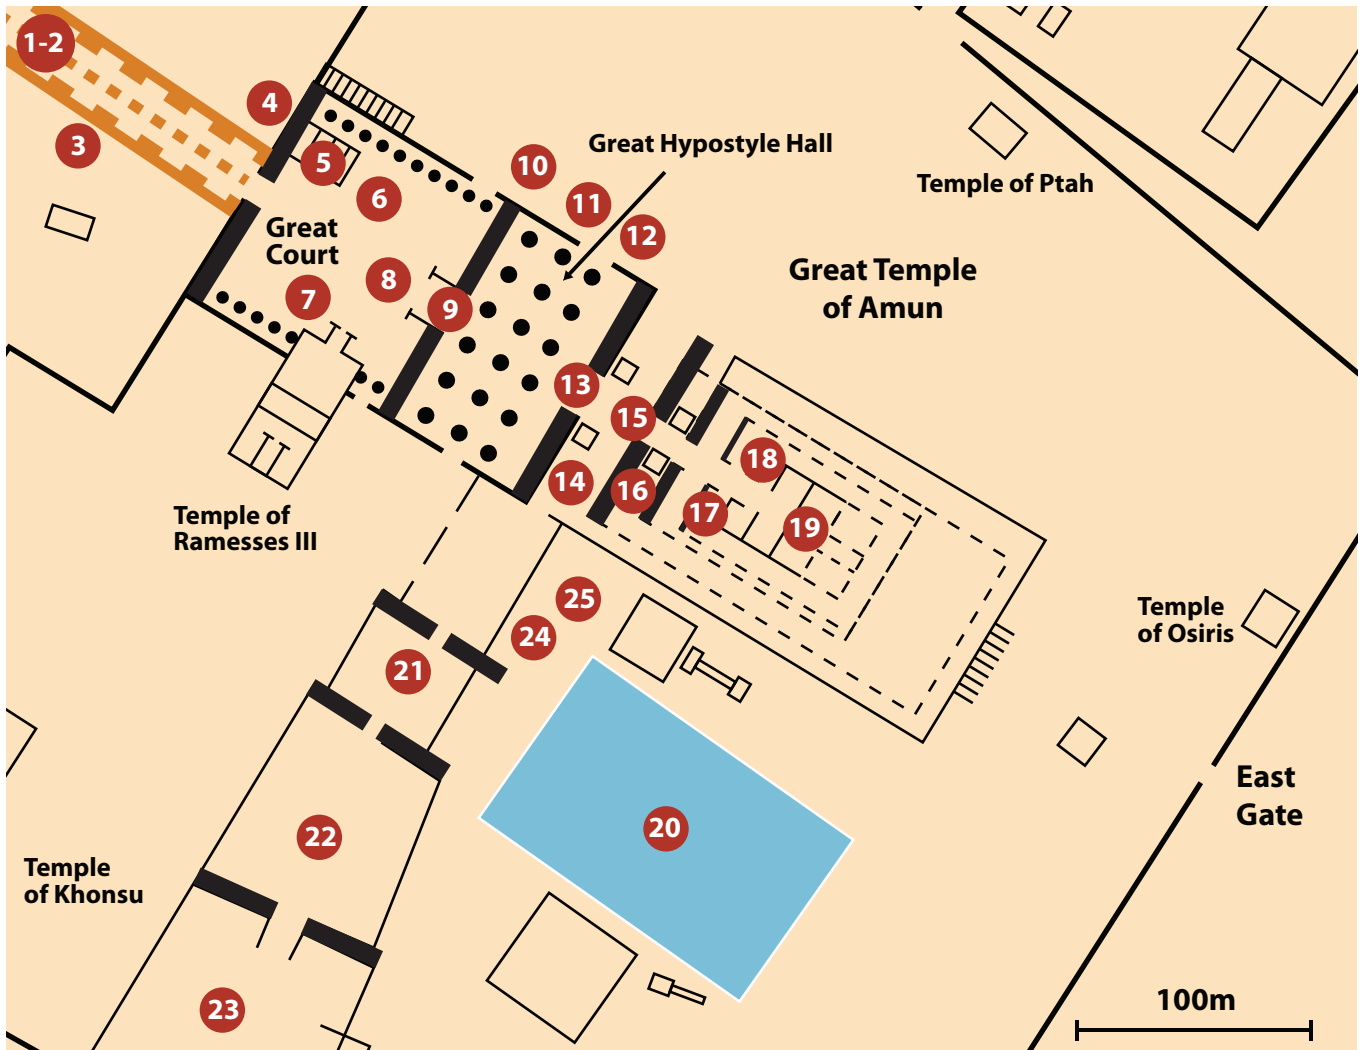 1-2
3
4
5
6
Great
Court
7
8
9
10
11
12
Great Hypostyle Hall
Temple of Ptah
Great Temple
of Amun
13
14
15
16
17
18
19
Temple of
Ramesses III
25
24
21
22
23
20
Temple
of Osiris
East
Gate
Temple
of Khonsu
100m